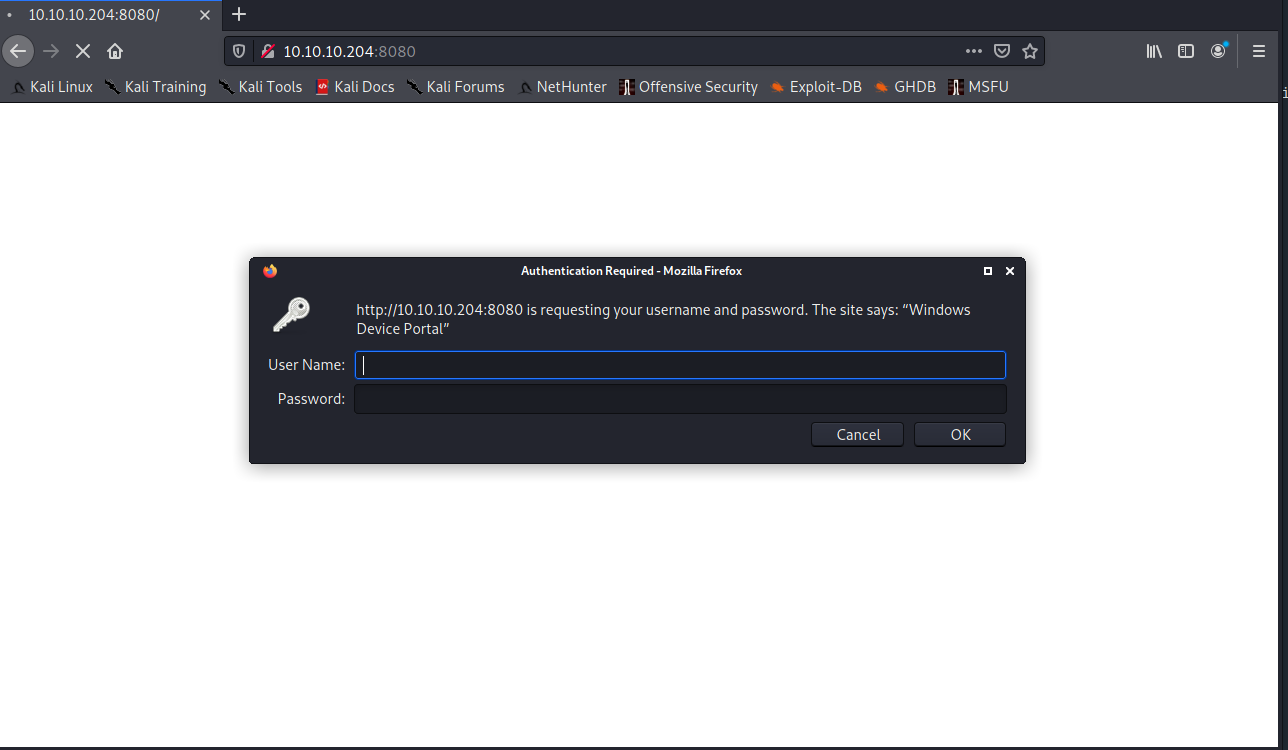 10.10.10.204:8080/
10.10.10.204:8080
Kali Linux Kali Training Kali Tools Kali Docs Kali Forums NetHunter Offensive Security Exploit-DB GHDB MSFU
Authentication Required - Mozilla Firefox
http://10.10.10.204:8080 is requesting your username and password. The site says: “Windows
Device Portal”
User Name:
Password:
Cancel OK